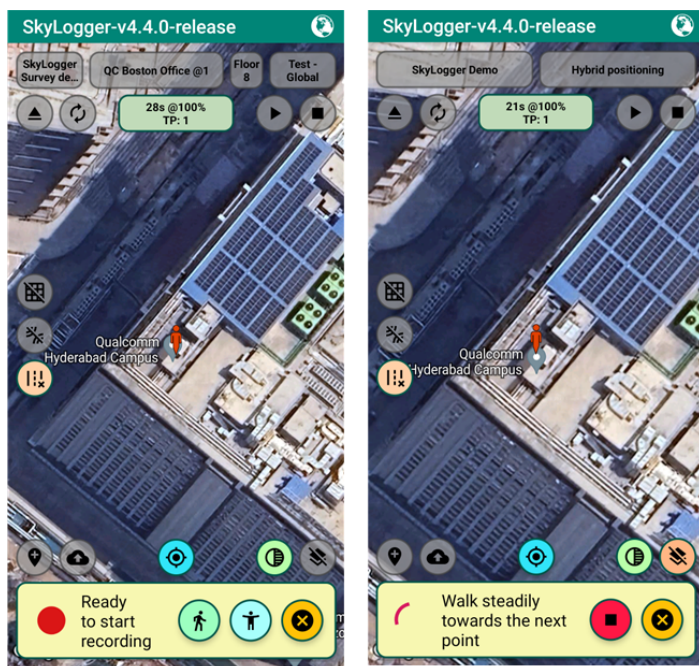 SkyLogger-v4.4.0-release
SkyLogger
Survey de...
QC Boston Office @1
Floor
8
Test -
Global
28s @100%
TP: 1
Qualcomm
Hyderabad Campus
Ready
to start
recording
SkyLogger-v4.4.0-release
SkyLogger Demo
Hybrid positioning
21s @100%
TP: 1
Qualcomm
Hyderabad Campus
Walk steadily
towards the next
point